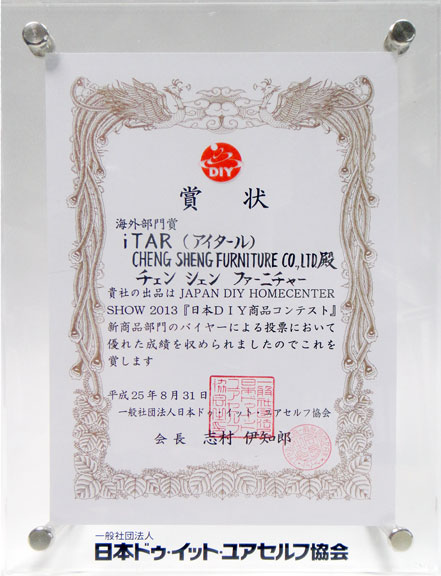 DIY
賞状
海外部門賞
iTAR（アイタール）
CHENG SHENG FURNITURE CO.,LTD.殿
チェン シェン ファーニチャー
貴社の出品は JAPAN DIY HOMECENTER
SHOW 2013『日本DIY商品コンテスト』
新商品部門のバイヤーによる投票において
優れた成績を収められましたのでこれを
賞します
平成25年8月31日
一般社団法人日本ドゥ・イット・ユアセルフ協会
会長 志村 伊知郎
一般社団法人
日本ドゥ・イット・ユアセルフ協会